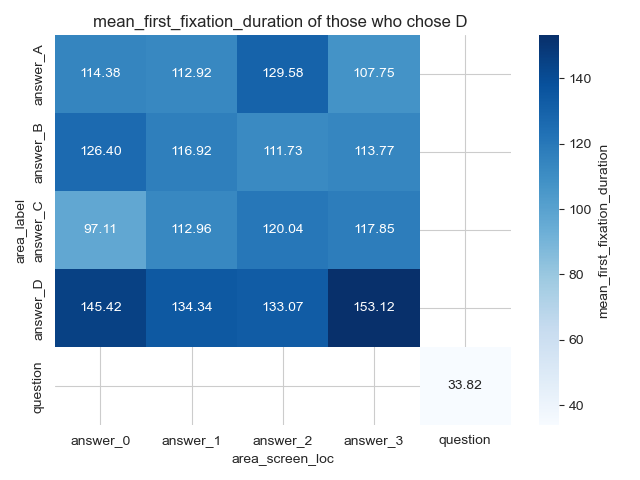 mean_first_fixation_duration of those who chose D
area_label
answer_A 114.38 112.92 129.58 107.75
answer_B 126.40 116.92 111.73 113.77
answer_C 97.11 112.96 120.04 117.85
answer_D 145.42 134.34 133.07 153.12
question 33.82
answer_0 answer_1 answer_2 answer_3 question
area_screen_loc
140
120
100
80
60
40
mean_first_fixation_duration